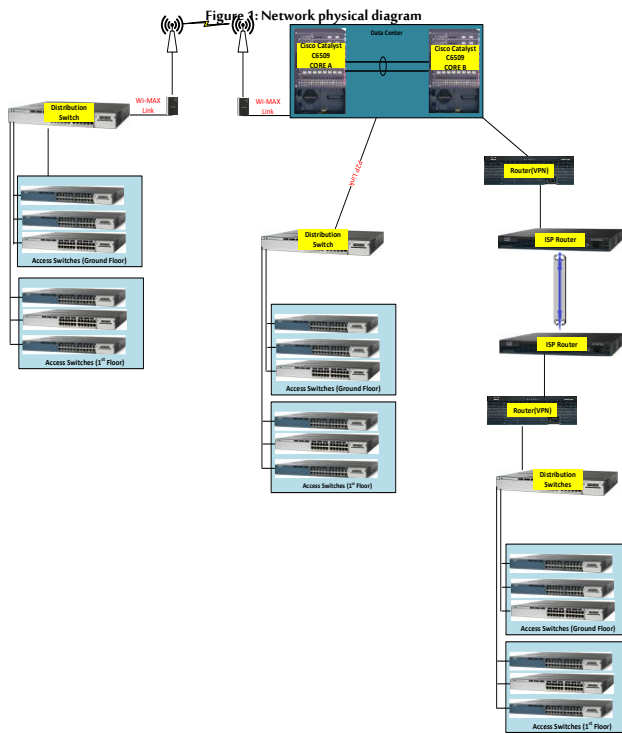 Figure 1: Network physical diagram
Data Center
Cisco Catalyst
C6509
CORE A
Cisco Catalyst
C6509
CORE B
Wi-MAX
Link
Wi-MAX
Link
Distribution
Switch
P2P Link
Router(VPN)
Access Switches (Ground Floor)
Distribution
Switch
ISP Router
Access Switches (1st Floor)
ISP Router
Access Switches (Ground Floor)
Router(VPN)
Access Switches (1st Floor)
Distribution
Switches
Access Switches (Ground Floor)
Access Switches (1st Floor)